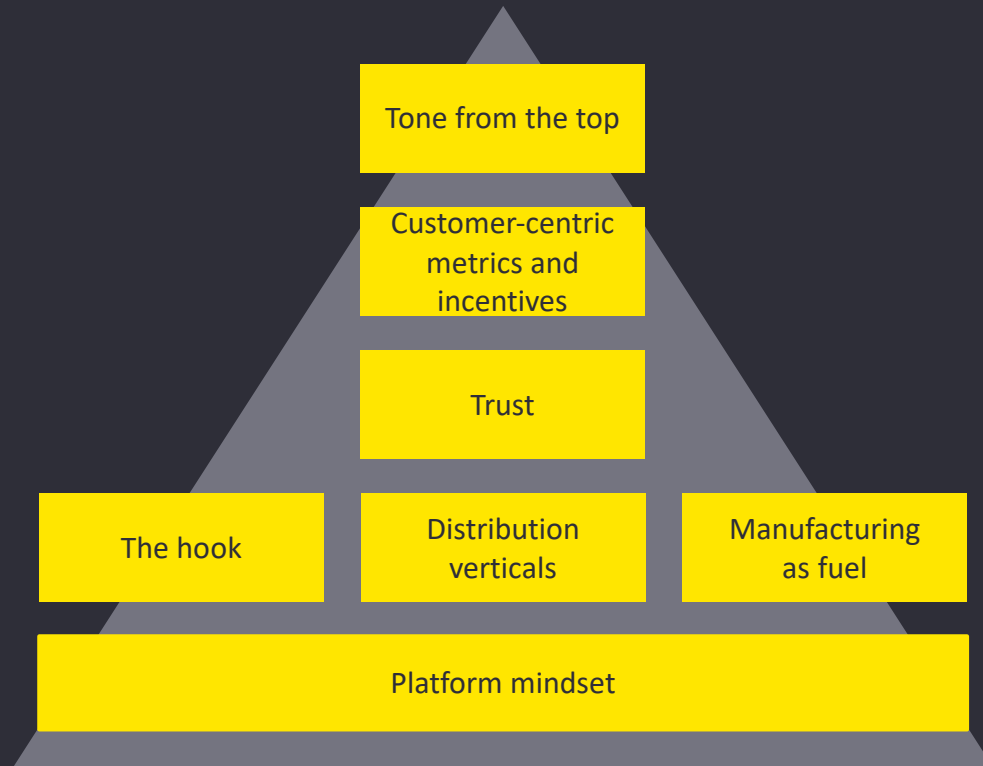 Tone from the top
Customer-centric
metrics and
incentives
Trust
The hook
Distribution
verticals
Manufacturing
as fuel
Platform mindset